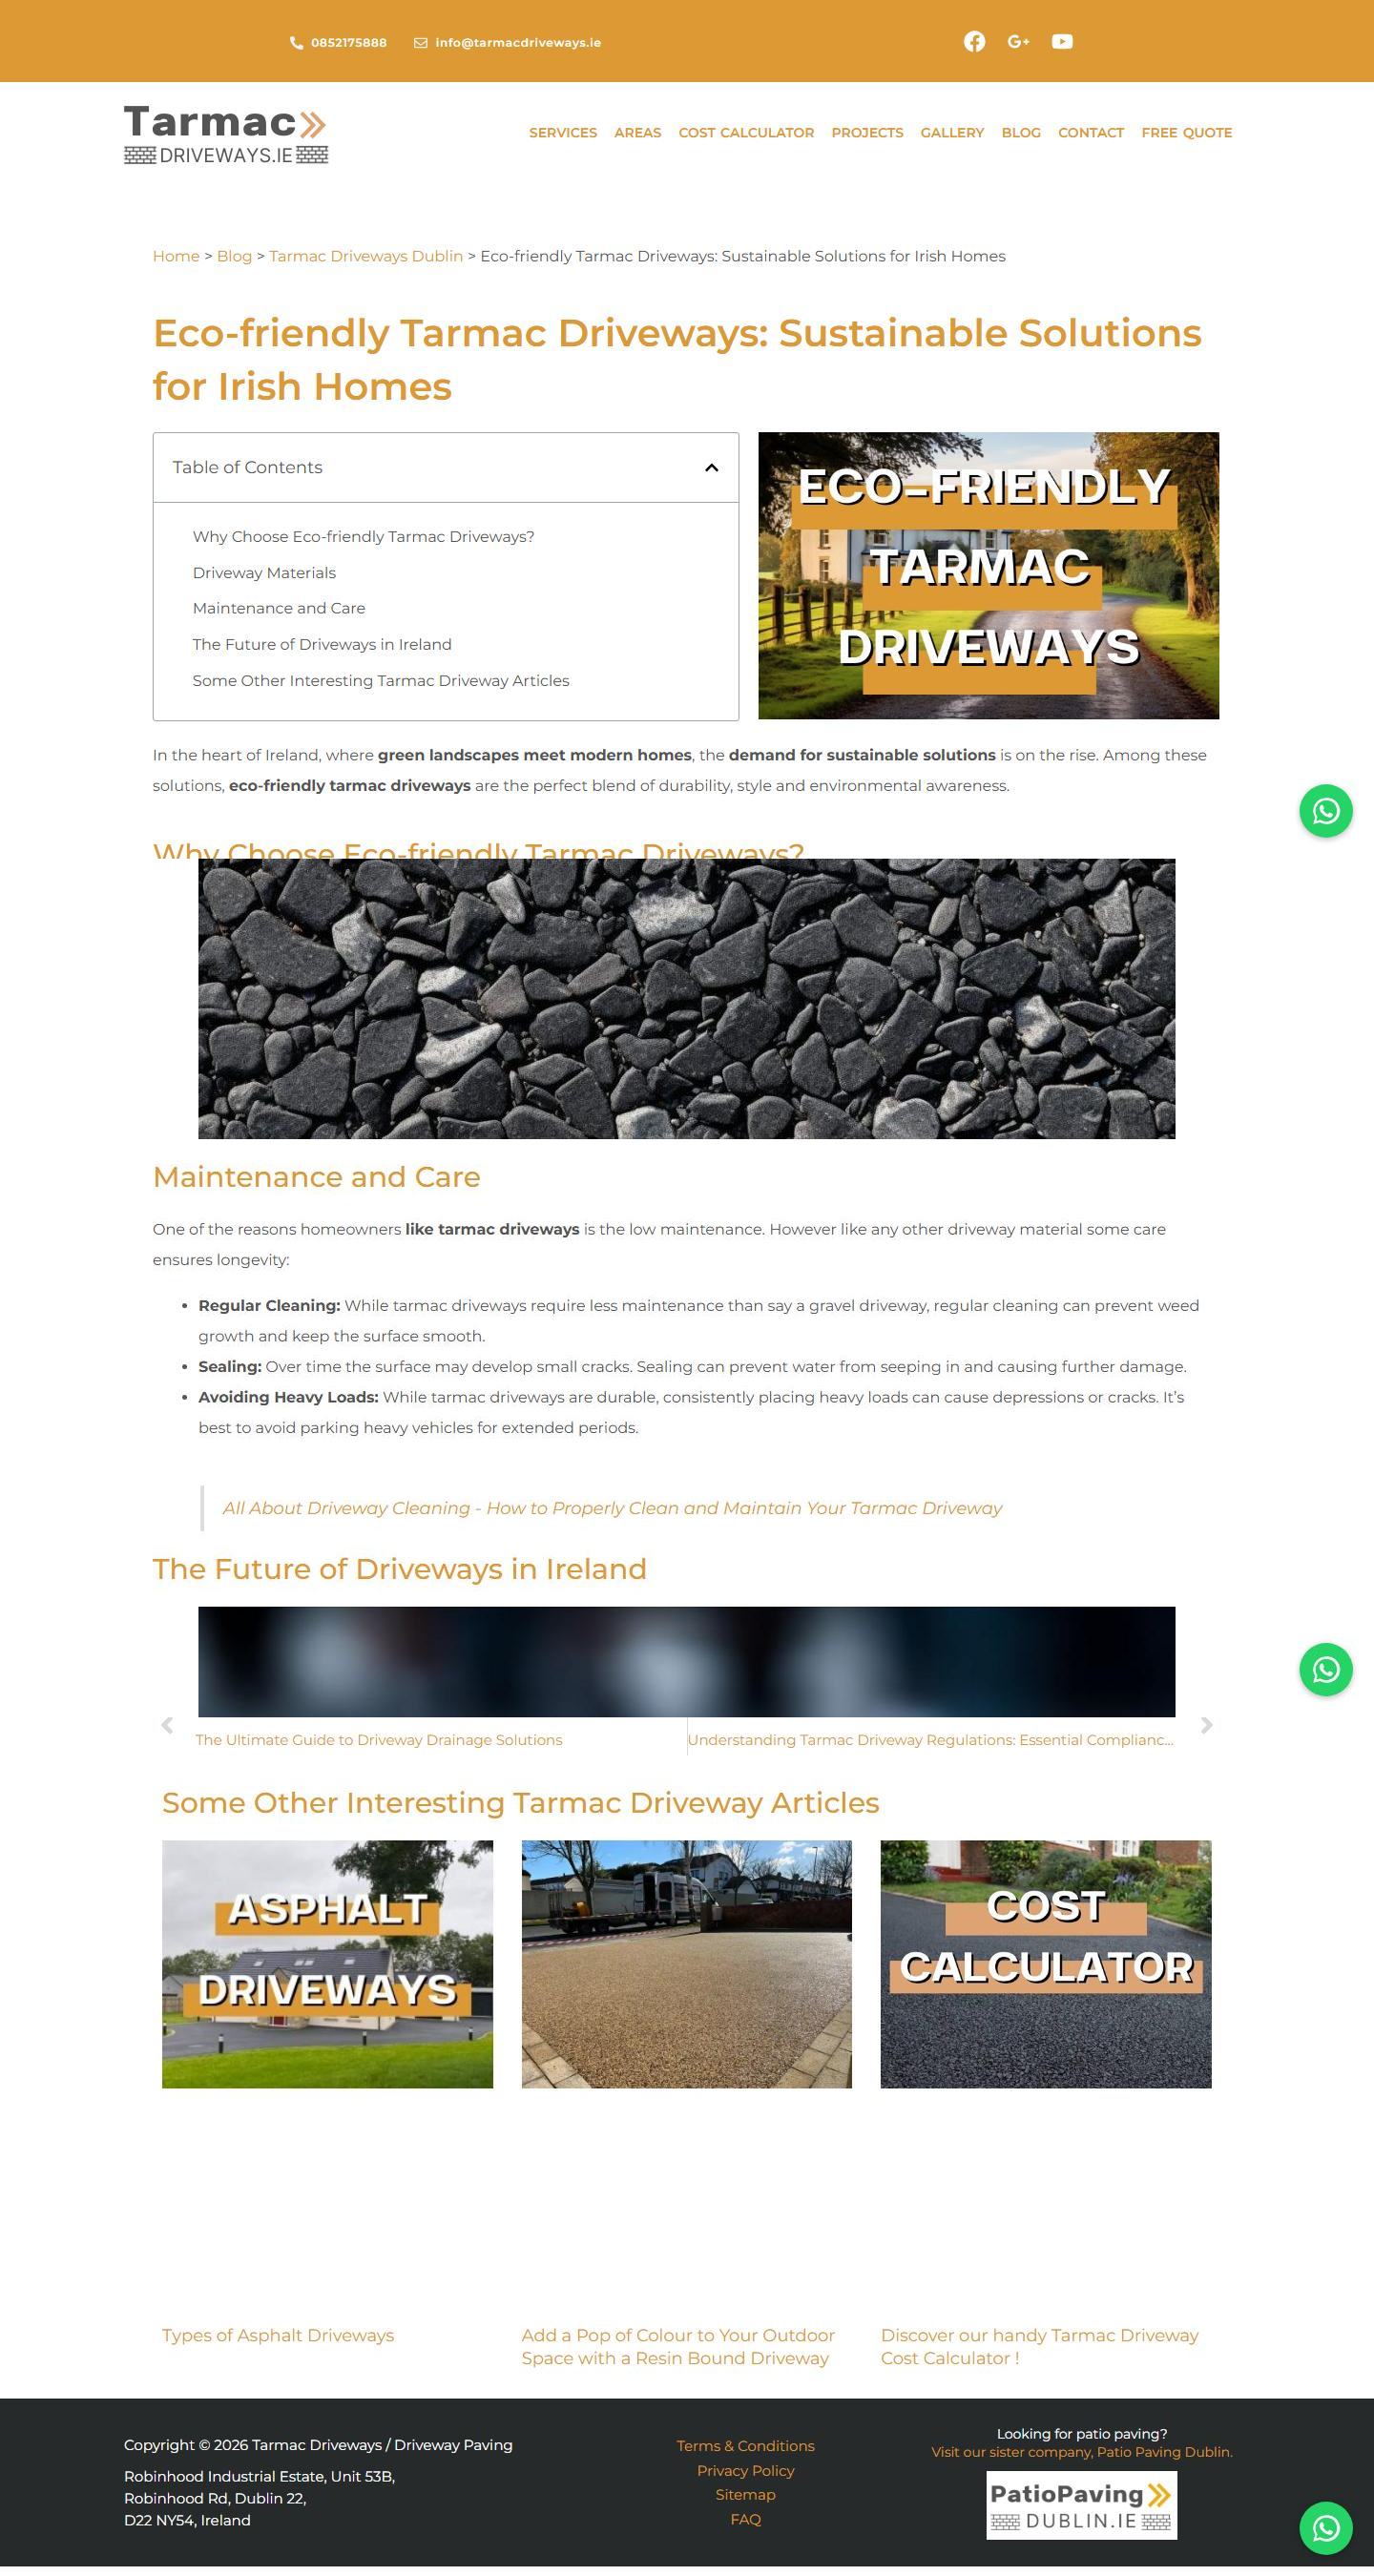 0852175888 info@tarmacdriveways.ie
Tarmac
DRIVEWAYS.IE
SERVICES AREAS COST CALCULATOR PROJECTS GALLERY BLOG CONTACT FREE QUOTE
Home > Blog > Tarmac Driveways Dublin > Eco-friendly Tarmac Driveways: Sustainable Solutions for Irish Homes
Eco-friendly Tarmac Driveways: Sustainable Solutions
for Irish Homes
Table of Contents
Why Choose Eco-friendly Tarmac Driveways?
Driveway Materials
Maintenance and Care
The Future of Driveways in Ireland
Some Other Interesting Tarmac Driveway Articles
ECO-FRIENDLY
TARMAC
DRIVEWAYS
In the heart of Ireland, where green landscapes meet modern homes, the demand for sustainable solutions is on the rise. Among these
solutions, eco-friendly tarmac driveways are the perfect blend of durability, style and environmental awareness.
Why Choose Eco-friendly Tarmac Driveways?
Maintenance and Care
One of the reasons homeowners like tarmac driveways is the low maintenance. However like any other driveway material some care
ensures longevity:
• Regular Cleaning: While tarmac driveways require less maintenance than say a gravel driveway, regular cleaning can prevent weed
growth and keep the surface smooth.
• Sealing: Over time the surface may develop small cracks. Sealing can prevent water from seeping in and causing further damage.
• Avoiding Heavy Loads: While tarmac driveways are durable, consistently placing heavy loads can cause depressions or cracks. It’s
best to avoid parking heavy vehicles for extended periods.
All About Driveway Cleaning - How to Properly Clean and Maintain Your Tarmac Driveway
The Future of Driveways in Ireland
The Ultimate Guide to Driveway Drainage Solutions
Understanding Tarmac Driveway Regulations: Essential Complianc...
Some Other Interesting Tarmac Driveway Articles
ASPHALT
DRIVEWAYS
COST
CALCULATOR
Types of Asphalt Driveways
Add a Pop of Colour to Your Outdoor
Space with a Resin Bound Driveway
Discover our handy Tarmac Driveway
Cost Calculator !
Copyright © 2026 Tarmac Driveways / Driveway Paving
Robinhood Industrial Estate, Unit 53B,
Robinhood Rd, Dublin 22,
D22 NY54, Ireland
Terms & Conditions
Privacy Policy
Sitemap
FAQ
Looking for patio paving?
Visit our sister company, Patio Paving Dublin.
PatioPaving
DUBLIN.IE